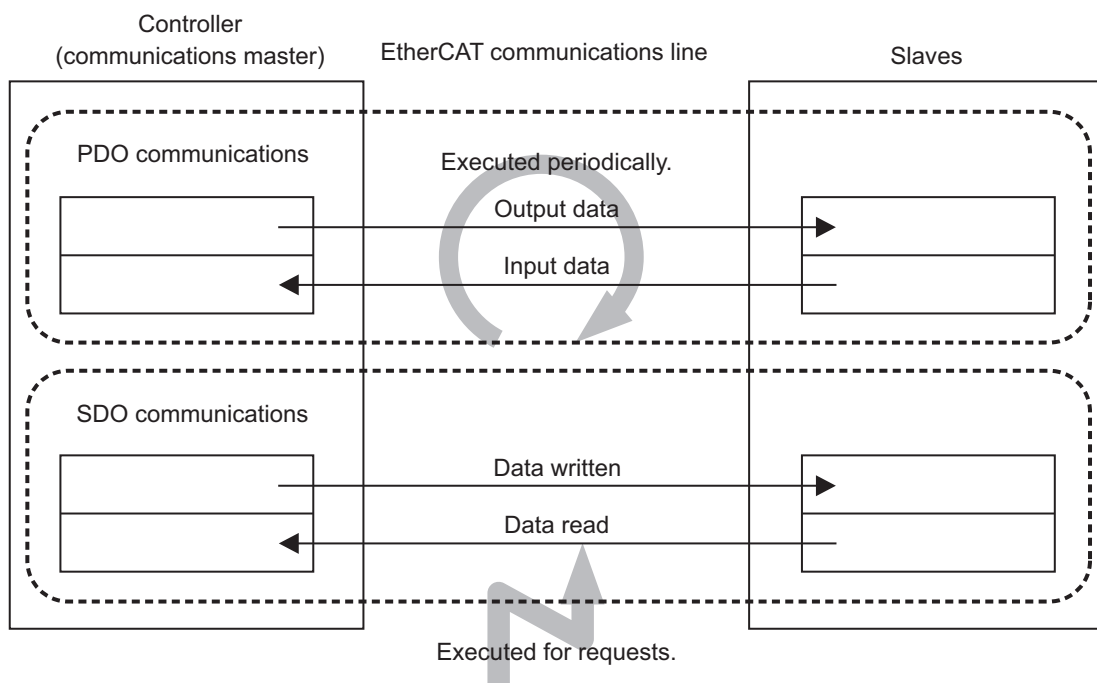 Controller
(communications master)
EtherCAT communications line
Slaves
PDO communications
Executed periodically.
Output data
Input data
SDO communications
Data written
Data read
Executed for requests.